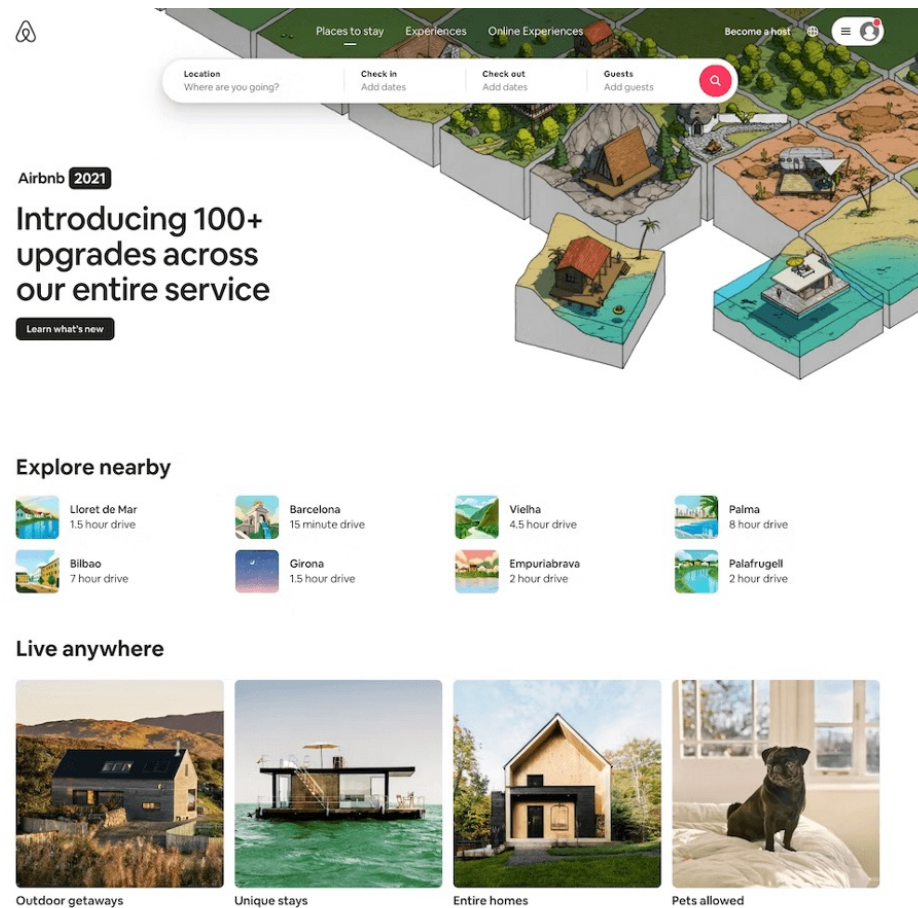 Places to stay
Experiences
Online Experiences
Become a host
Location
Where are you going?
Check in
Add dates
Check out
Add dates
Guests
Add guests
Airbnb 2021
Introducing 100+
upgrades across
our entire service
Learn what's new
Explore nearby
Lloret de Mar
1.5 hour drive
Barcelona
15 minute drive
Vielha
4.5 hour drive
Palma
8 hour drive
Bilbao
7 hour drive
Girona
1.5 hour drive
Empuriabrava
2 hour drive
Palafrugell
2 hour drive
Live anywhere
Outdoor getaways
Unique stays
Entire homes
Pets allowed